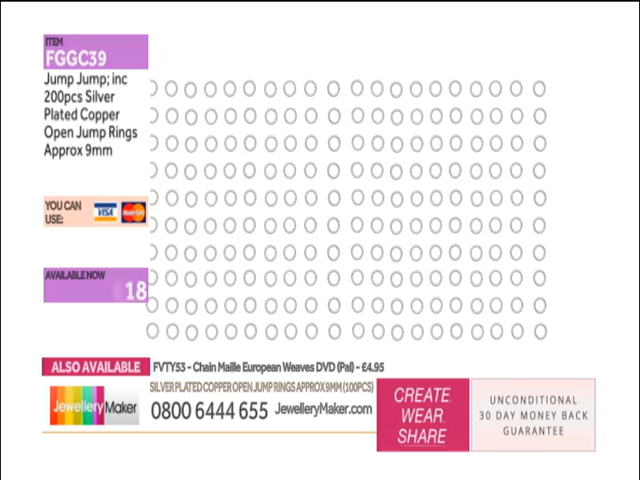 ITEM
FGGC39
Jump Jump; inc
200pcs Silver
Plated Copper
Open Jump Rings
Approx 9mm
YOU CAN
USE:
VISA
MasterCard
AVAILABLE NOW
18
ALSO AVAILABLE
FVTY53 - Chain Maille European Weaves DVD (Pal) - £4.95
SILVER PLATED COPPER OPEN JUMP RINGS APPROX 9MM (100PCS)
JewelleryMaker
0800 6444 655 JewelleryMaker.com
CREATE.
WEAR.
SHARE
UNCONDITIONAL
30 DAY MONEY BACK
GUARANTEE